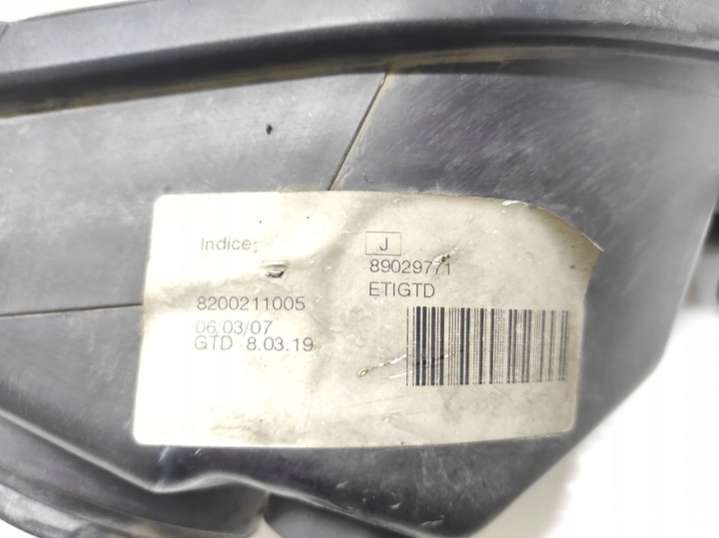 Indice: J
89029771
ETIGTD
8200211005
06 03/07
GTD 8.03.19